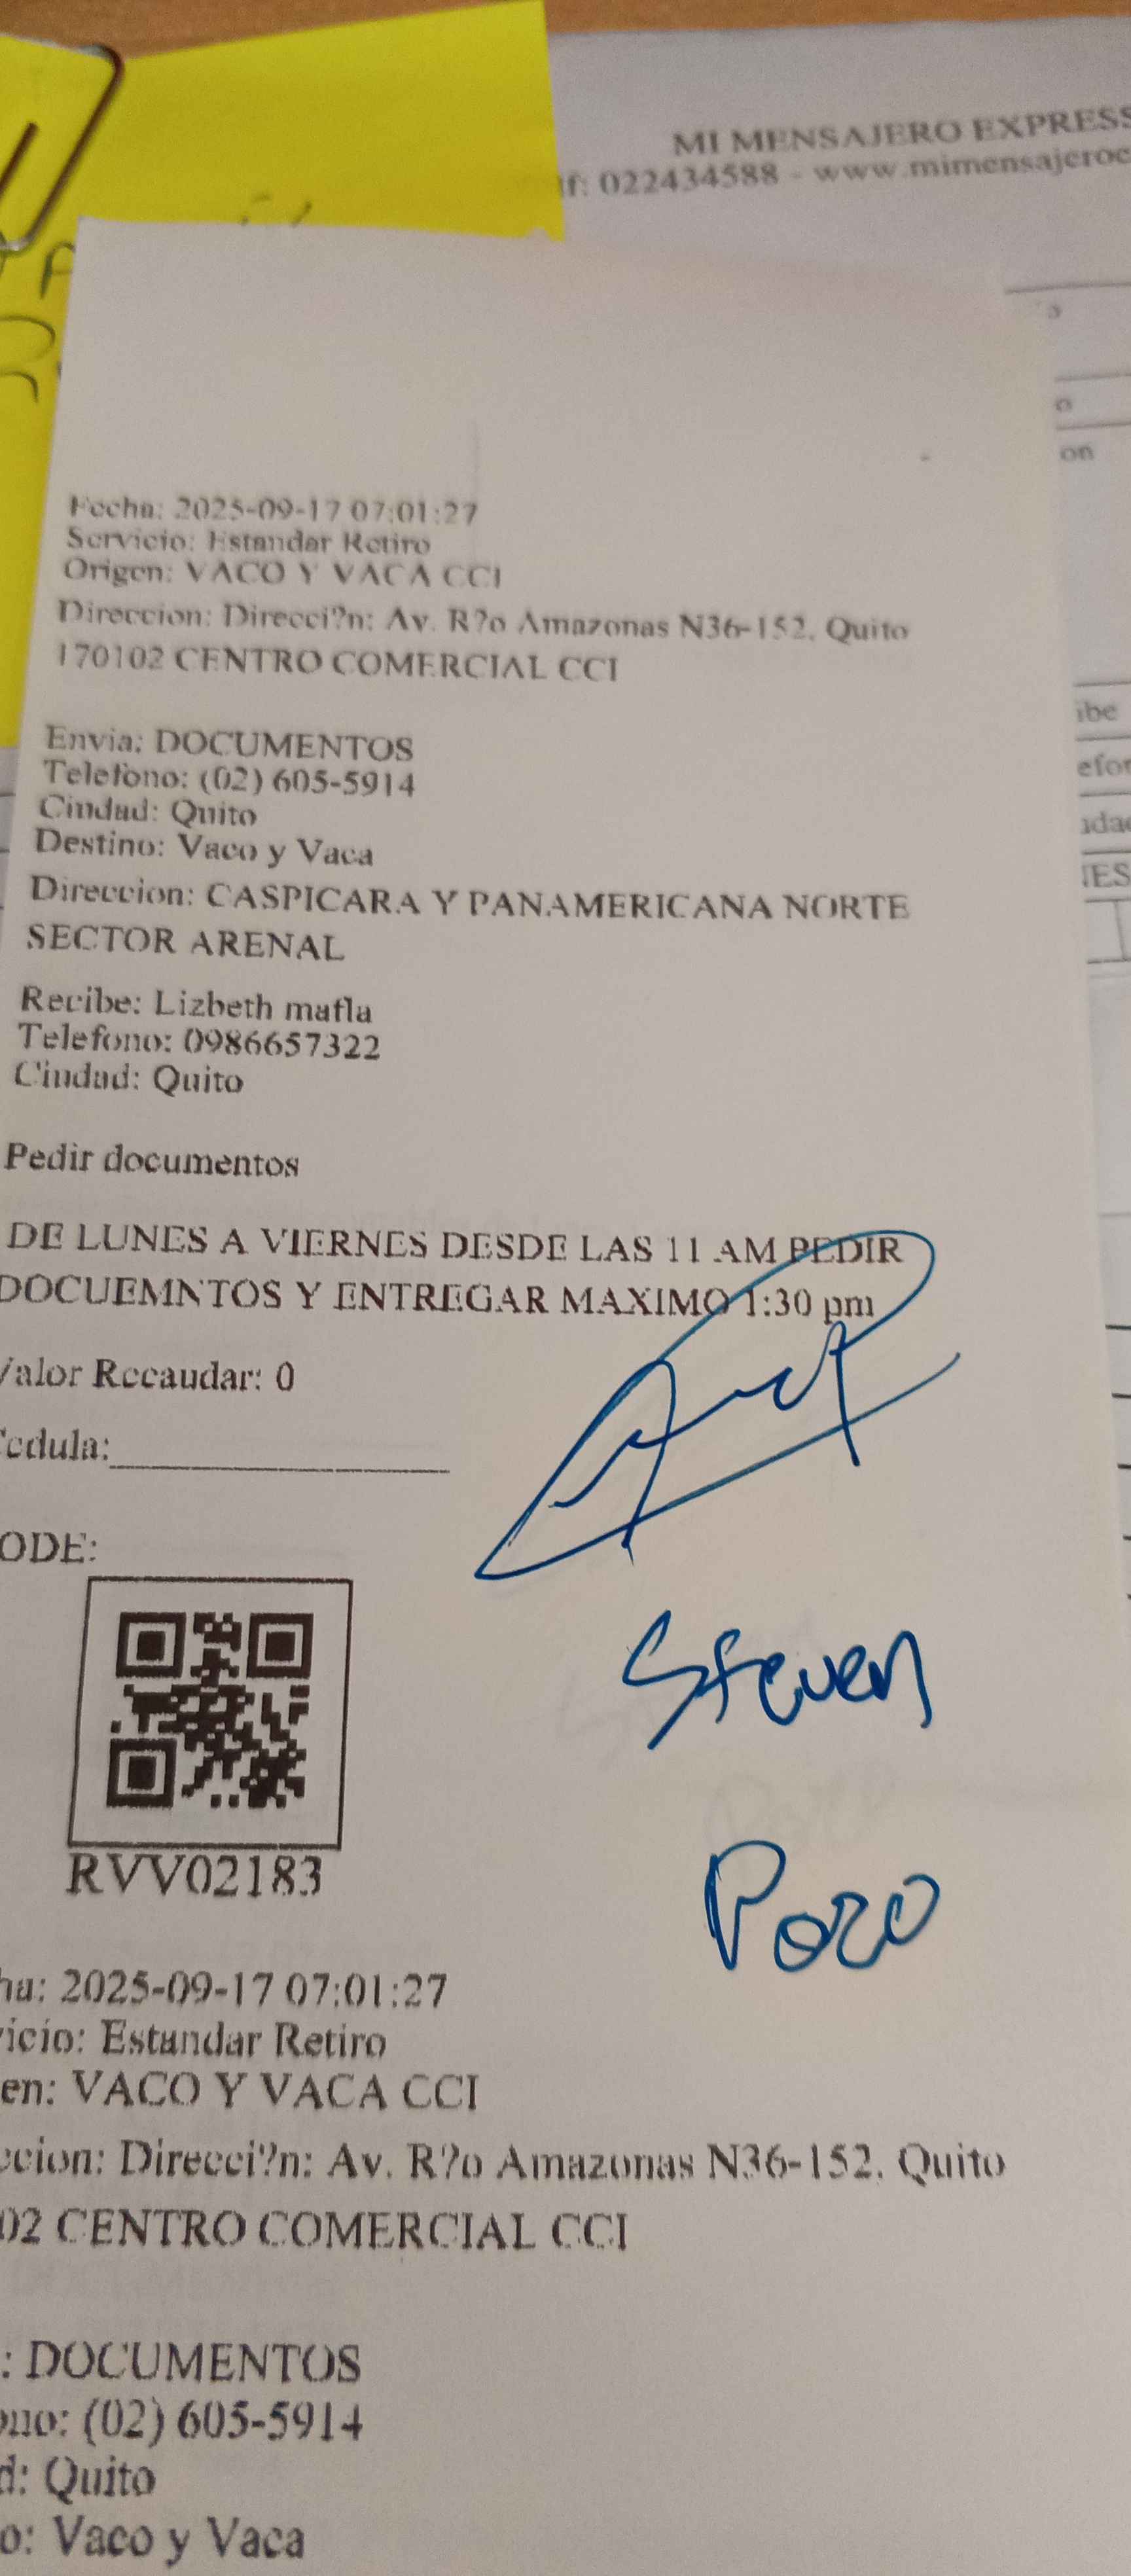 MI MENSAJERO EXPRESS
lf: 022434588 - www.mimensajeroc
Fecha: 2025-09-17 07:01:27
Servicio: Estandar Retiro
Origen: VACO Y VACA CCI
Direccion: Direcci?n: Av. R?o Amazonas N36-152, Quito
170102 CENTRO COMERCIAL CCI
Envia: DOCUMENTOS
Telefono: (02) 605-5914
Ciudad: Quito
Destino: Vaco y Vaca
Direccion: CASPICARA Y PANAMERICANA NORTE
SECTOR ARENAL
Recibe: Lizbeth mafla
Telefono: 0986657322
Ciudad: Quito
Pedir documentos
DE LUNES A VIERNES DESDE LAS 11 AM PEDIR
DOCUEMNTOS Y ENTREGAR MAXIMO 1:30 pm
Valor Recaudar: 0
Cedula:
ODE:
Steven
Pozo
RVV02183
ha: 2025-09-17 07:01:27
icio: Estandar Retiro
en: VACO Y VACA CCI
ccion: Direcci?n: Av. R?o Amazonas N36-152, Quito
02 CENTRO COMERCIAL CCI
: DOCUMENTOS
ono: (02) 605-5914
d: Quito
o: Vaco y Vaca